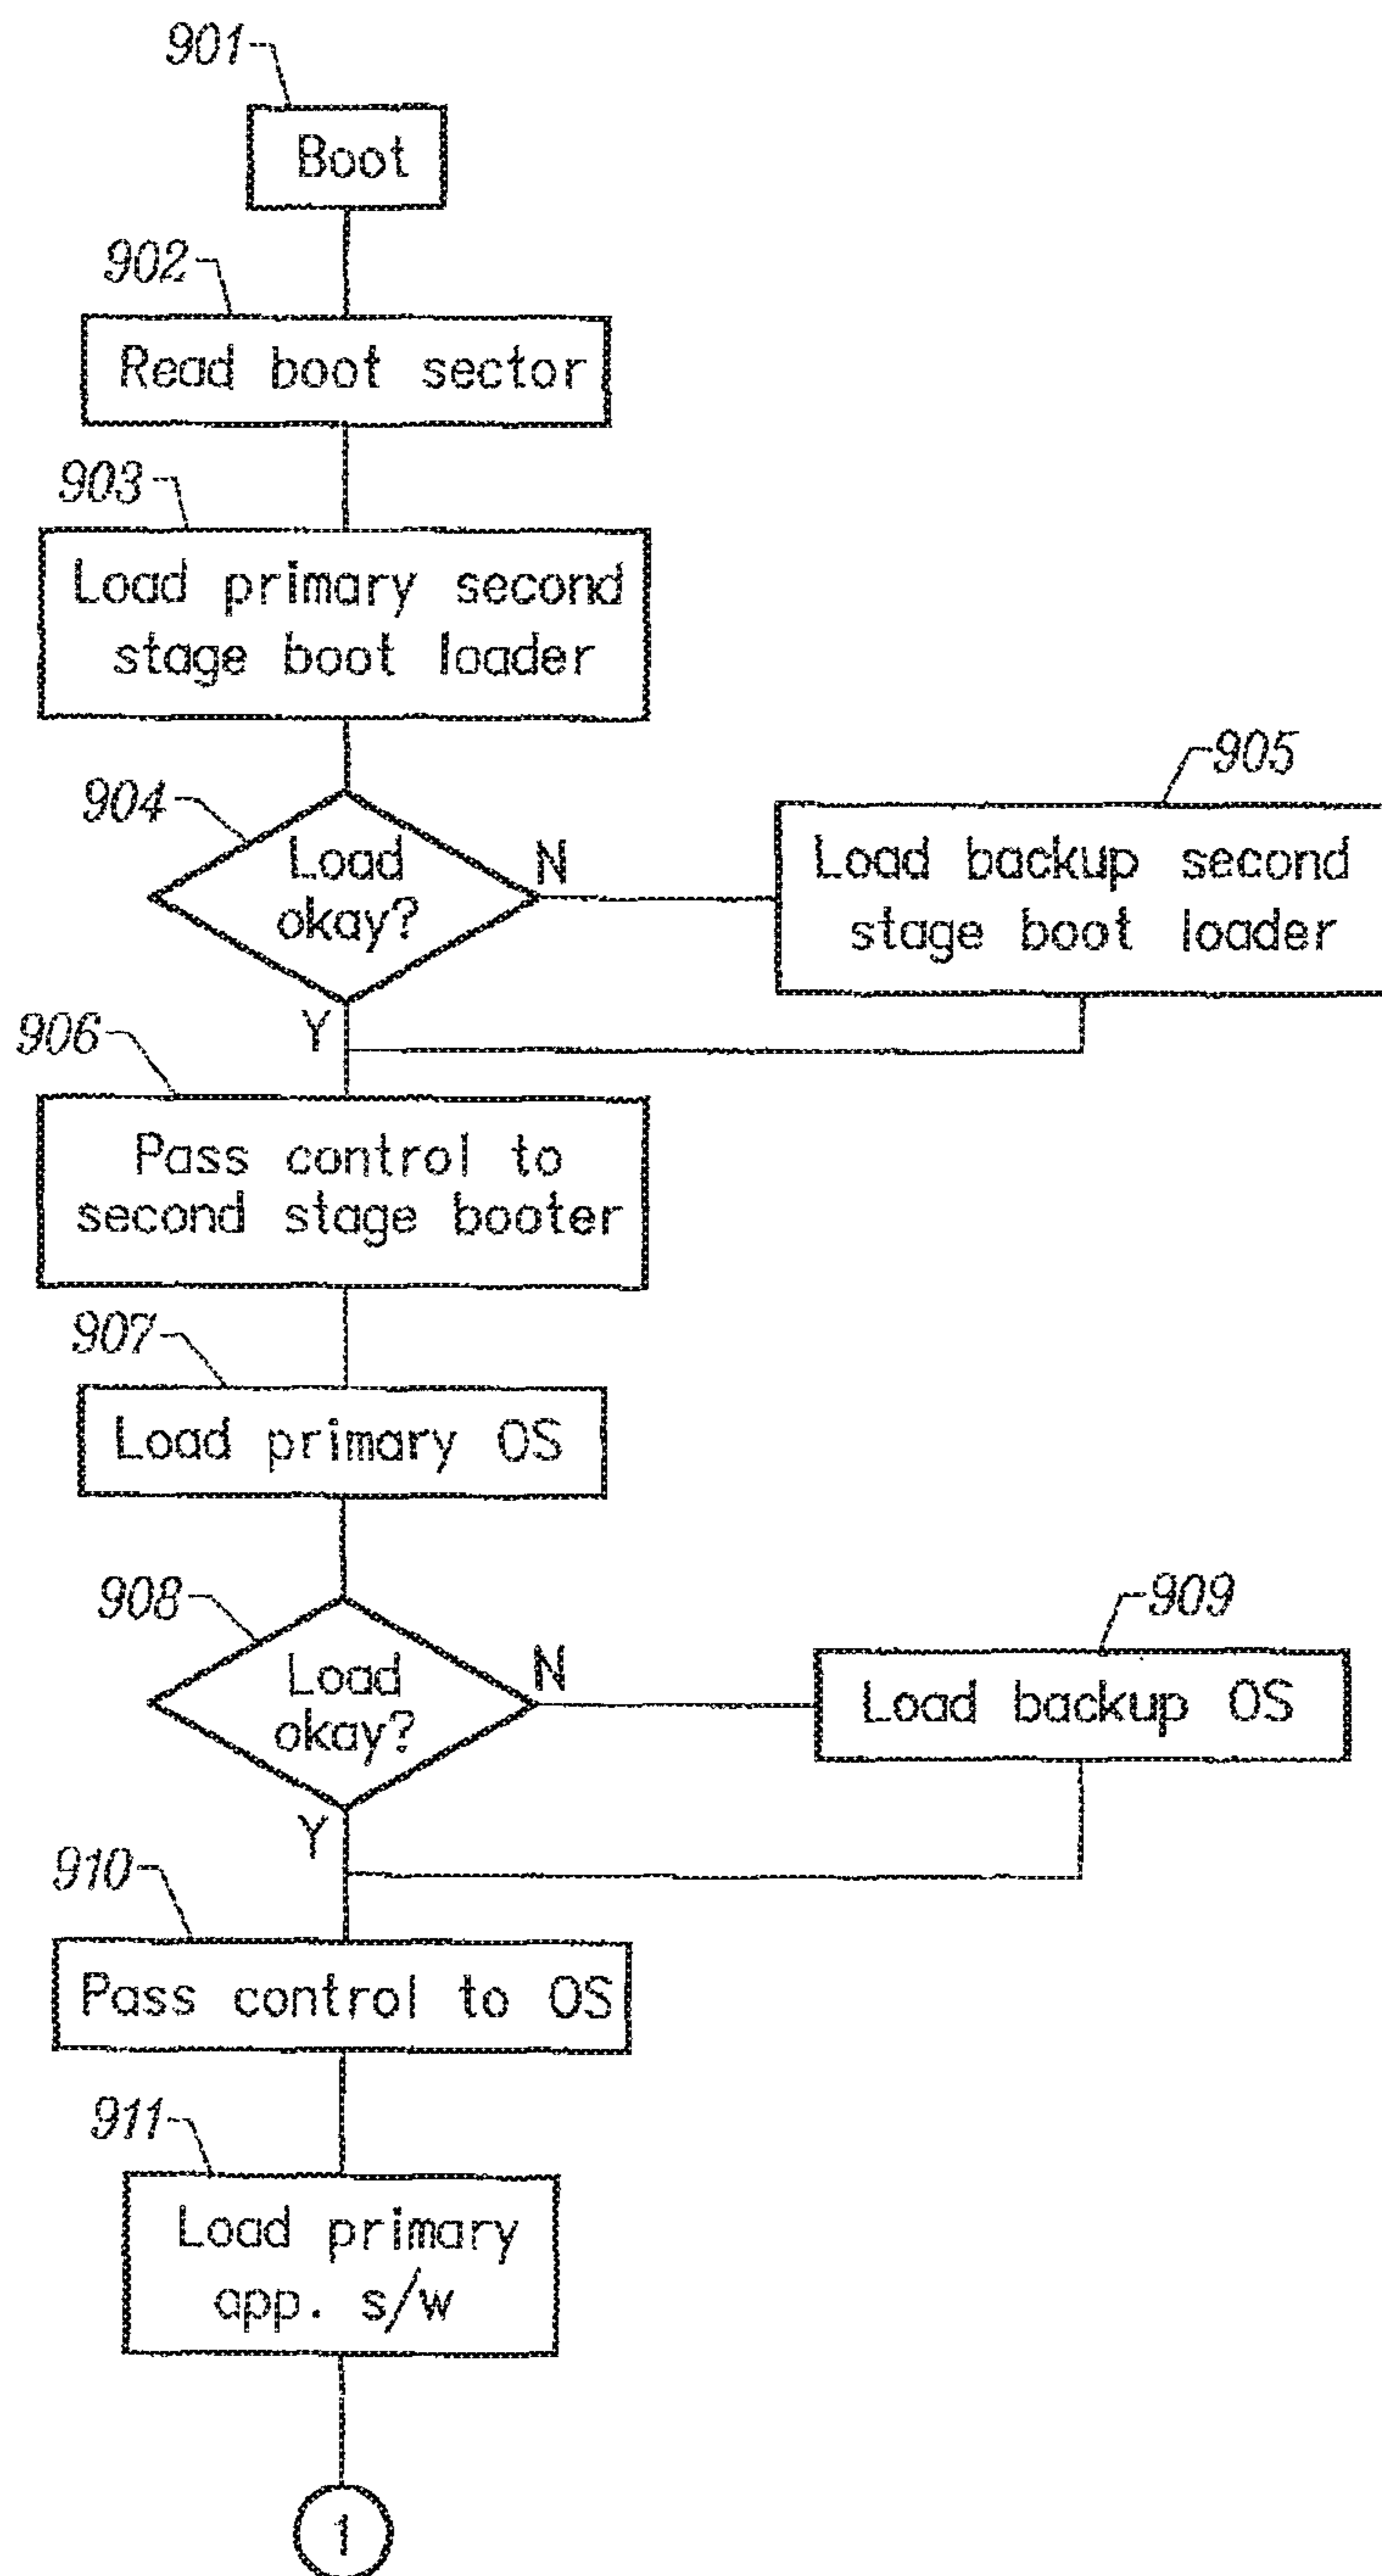 901
Boot
902
Read boot sector
903
Load primary second
stage boot loader
904
Load
okay?
N
905
Load backup second
stage boot loader
Y
906
Pass control to
second stage booter
907
Load primary OS
908
Load
okay?
N
909
Load backup OS
Y
910
Pass control to OS
911
Load primary
app. s/w
1